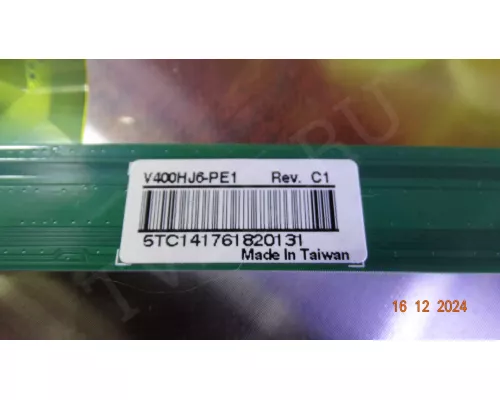 V400HJ6-PE1 Rev. C1
5TC141761820131
Made In Taiwan
16 12 2024